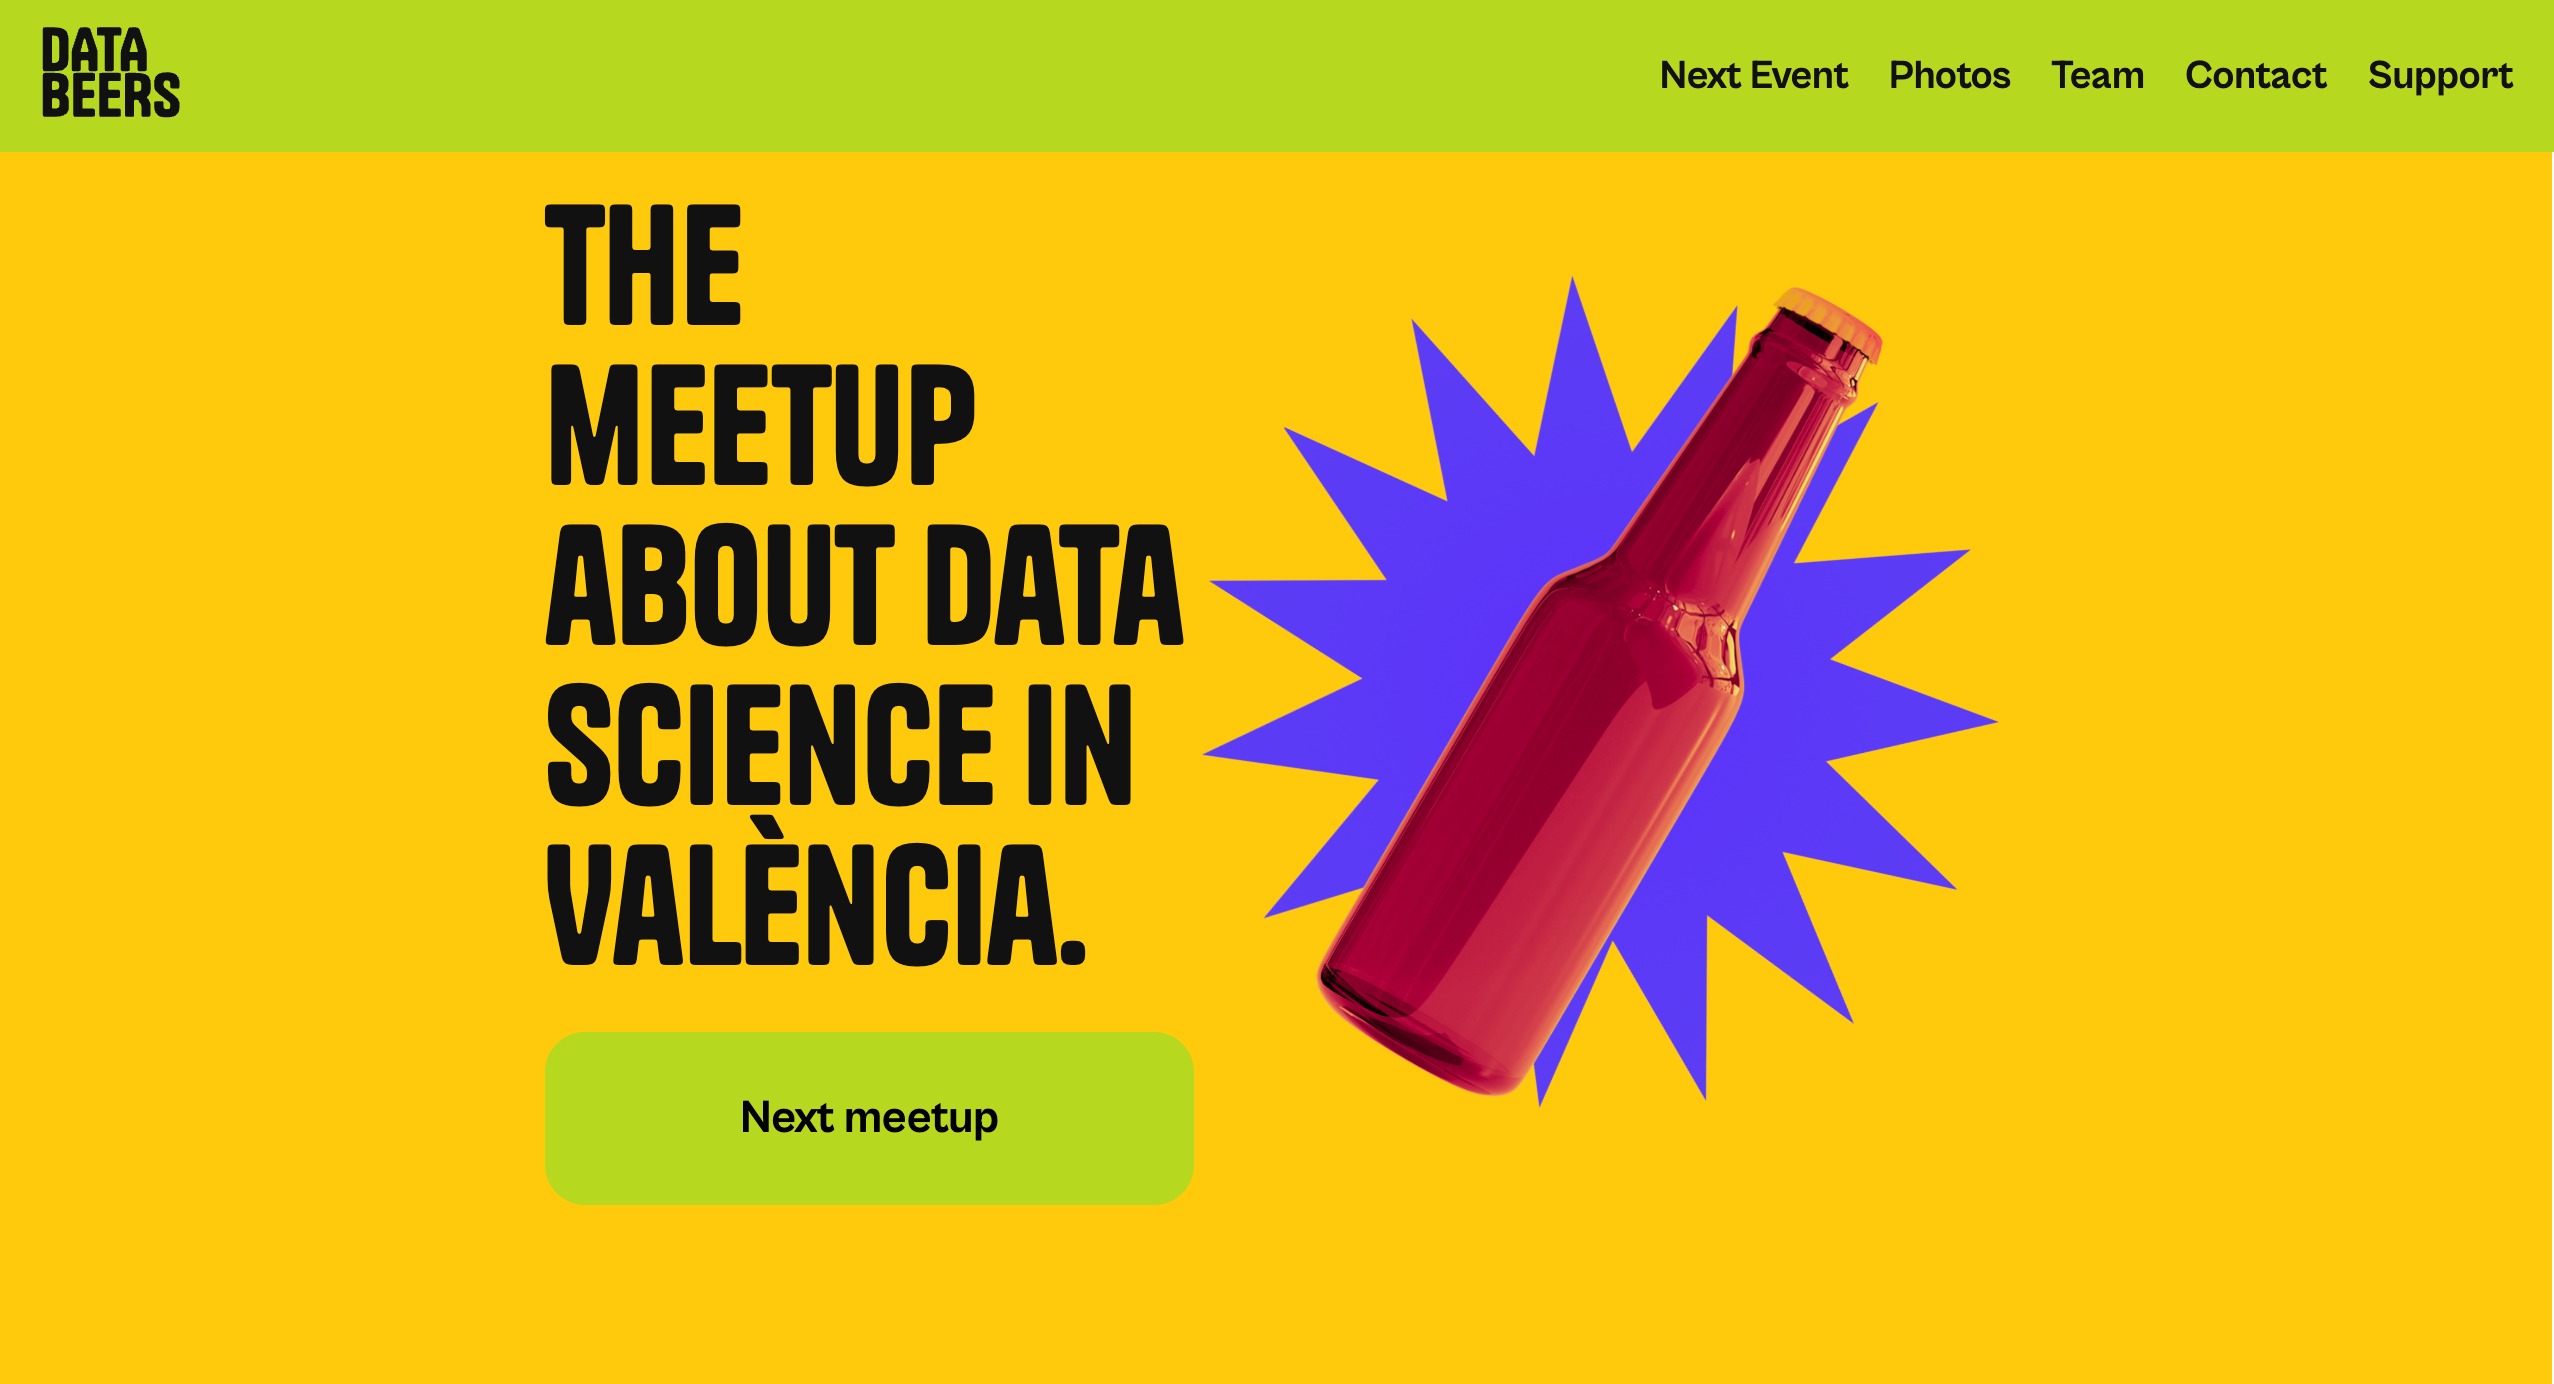 DATA
BEERS
Next Event Photos Team Contact Support
THE
MEETUP
ABOUT DATA
SCIENCE IN
VALÈNCIA.
Next meetup